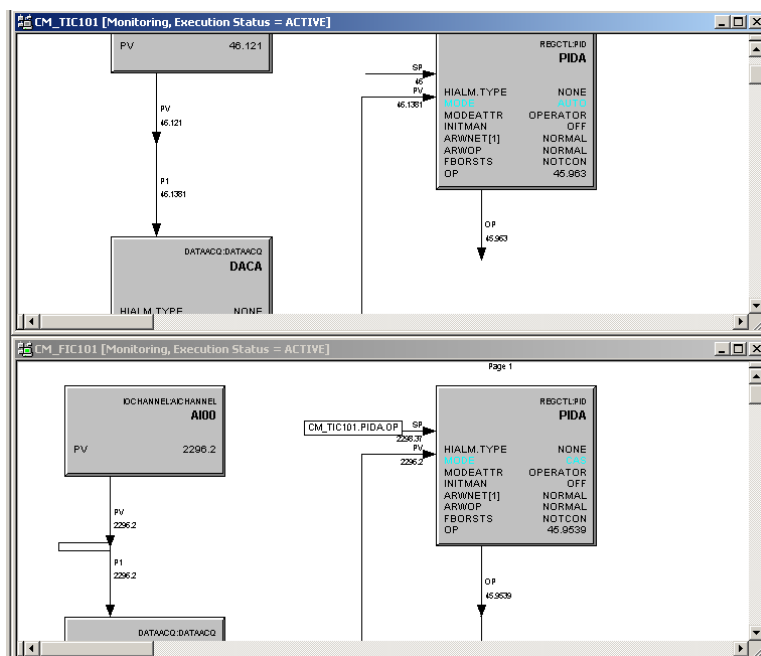 CM_TIC101 [Monitoring, Execution Status = ACTIVE]
PV 46.121
PV
46.121
P1
46.1381
DATAACQ:DATAACQ
DACA
HIALM.TYPE NONE
SP
46
PV
46.1381
REGCTL:PID
PIDA
HIALM.TYPE NONE
MODE AUTO
MODEATTR OPERATOR
INITMAN OFF
ARWNET[1] NORMAL
ARWOP NORMAL
FBORSTS NOTCON
OP 45.963
OP
45.963
CM_FIC101 [Monitoring, Execution Status = ACTIVE]
Page 1
IOCHANNEL:AICHANNEL
AI00
PV 2296.2
PV
2296.2
P1
2296.2
DATAACQ:DATAACQ
CM_TIC101.PIDA.OP
SP
2298.37
PV
2296.2
REGCTL:PID
PIDA
HIALM.TYPE NONE
MODE CAS
MODEATTR OPERATOR
INITMAN OFF
ARWNET[1] NORMAL
ARWOP NORMAL
FBORSTS NOTCON
OP 45.9539
OP
45.9539